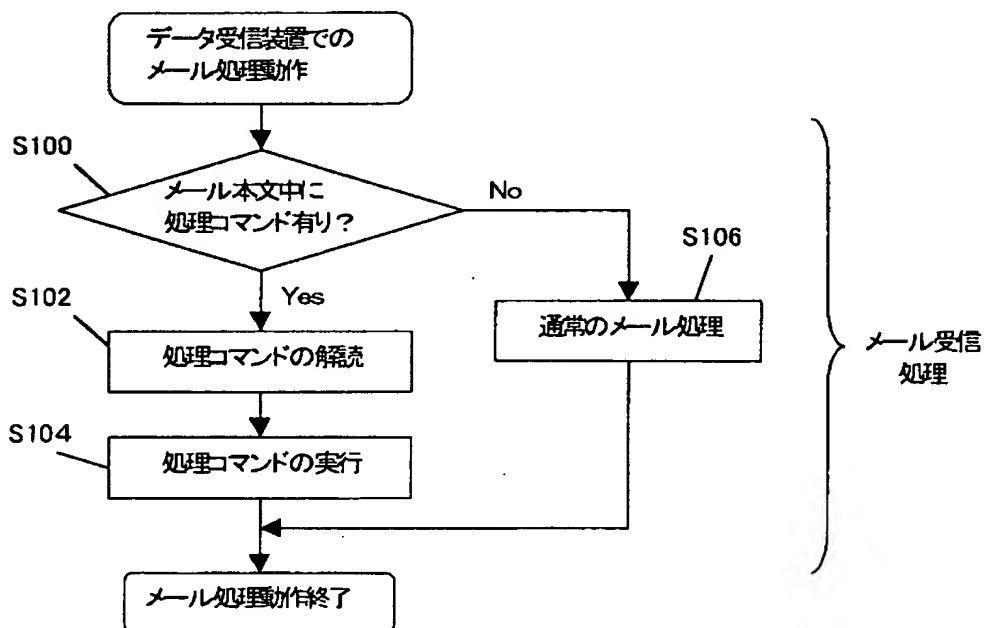 データ受信装置での
メール処理動作
S100
メール本文中に
処理コマンド有り？
No
S106
Yes
S102
通常のメール処理
処理コマンドの解読
メール受信
処理
S104
処理コマンドの実行
メール処理動作終了